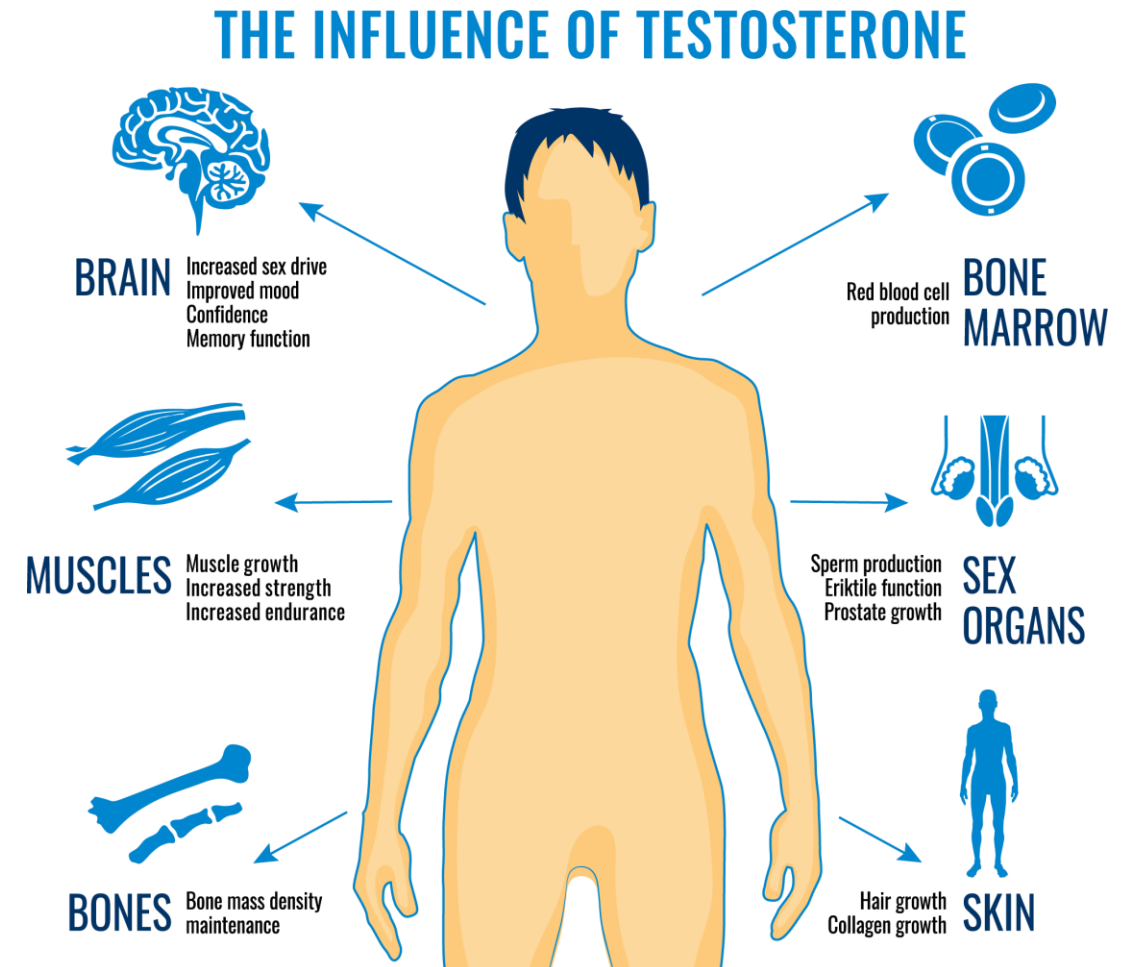 THE INFLUENCE OF TESTOSTERONE
BRAIN
Increased sex drive
Improved mood
Confidence
Memory function
Red blood cell
production
BONE
MARROW
MUSCLES
Muscle growth
Increased strength
Increased endurance
Sperm production
Eriktile function
Prostate growth
SEX
ORGANS
BONES
Bone mass density
maintenance
Hair growth
Collagen growth
SKIN